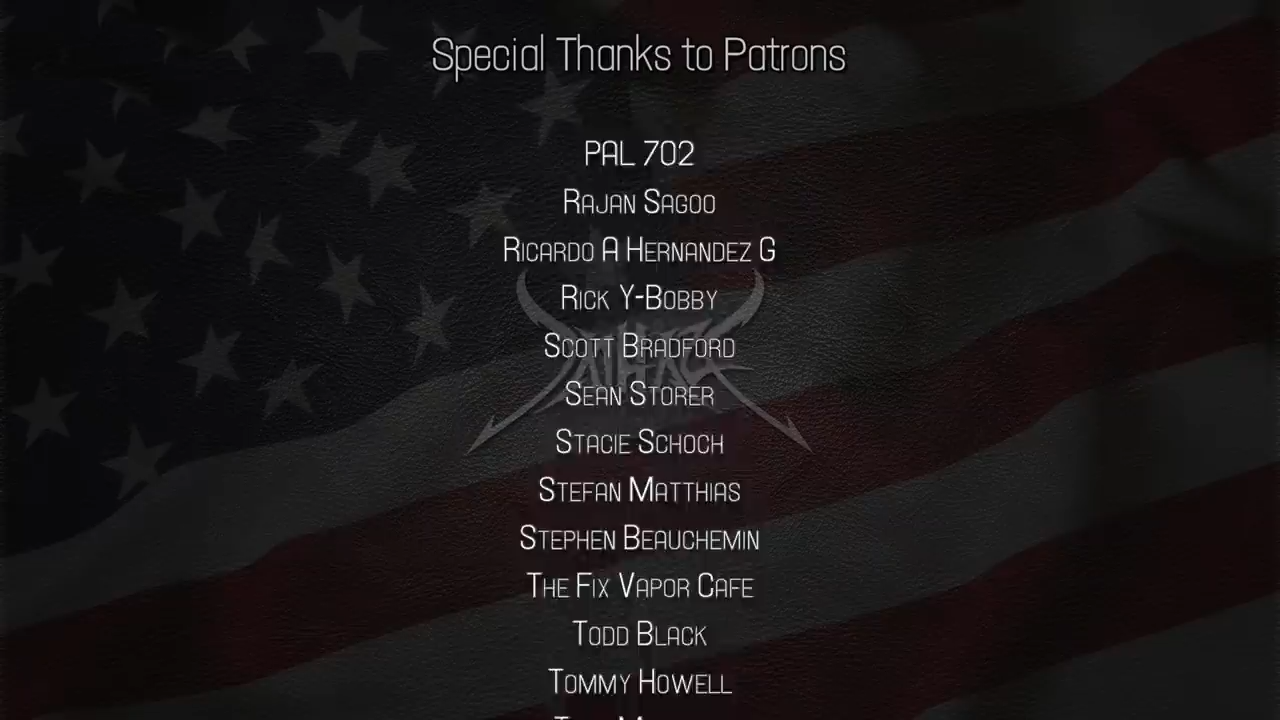 Special Thanks to Patrons
PAL 702
Rajan Sagoo
Ricardo A Hernandez G
Rick Y-Bobby
Scott Bradford
Sean Storer
Stacie Schoch
Stefan Matthias
Stephen Beauchemin
The Fix Vapor Cafe
Todd Black
Tommy Howell